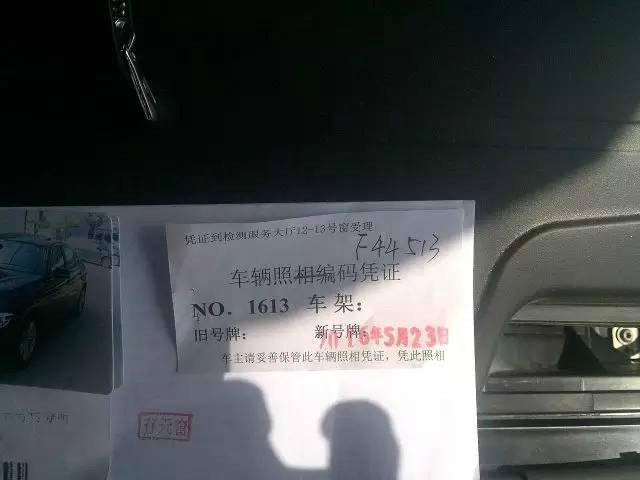 凭证到检测服务大厅12-13号窗受理
F44513
车辆照相编码凭证
NO. 1613 车架：
旧号牌： 新号牌：
2016年5月23日
车主请妥善保管此车辆照相凭证，凭此照相